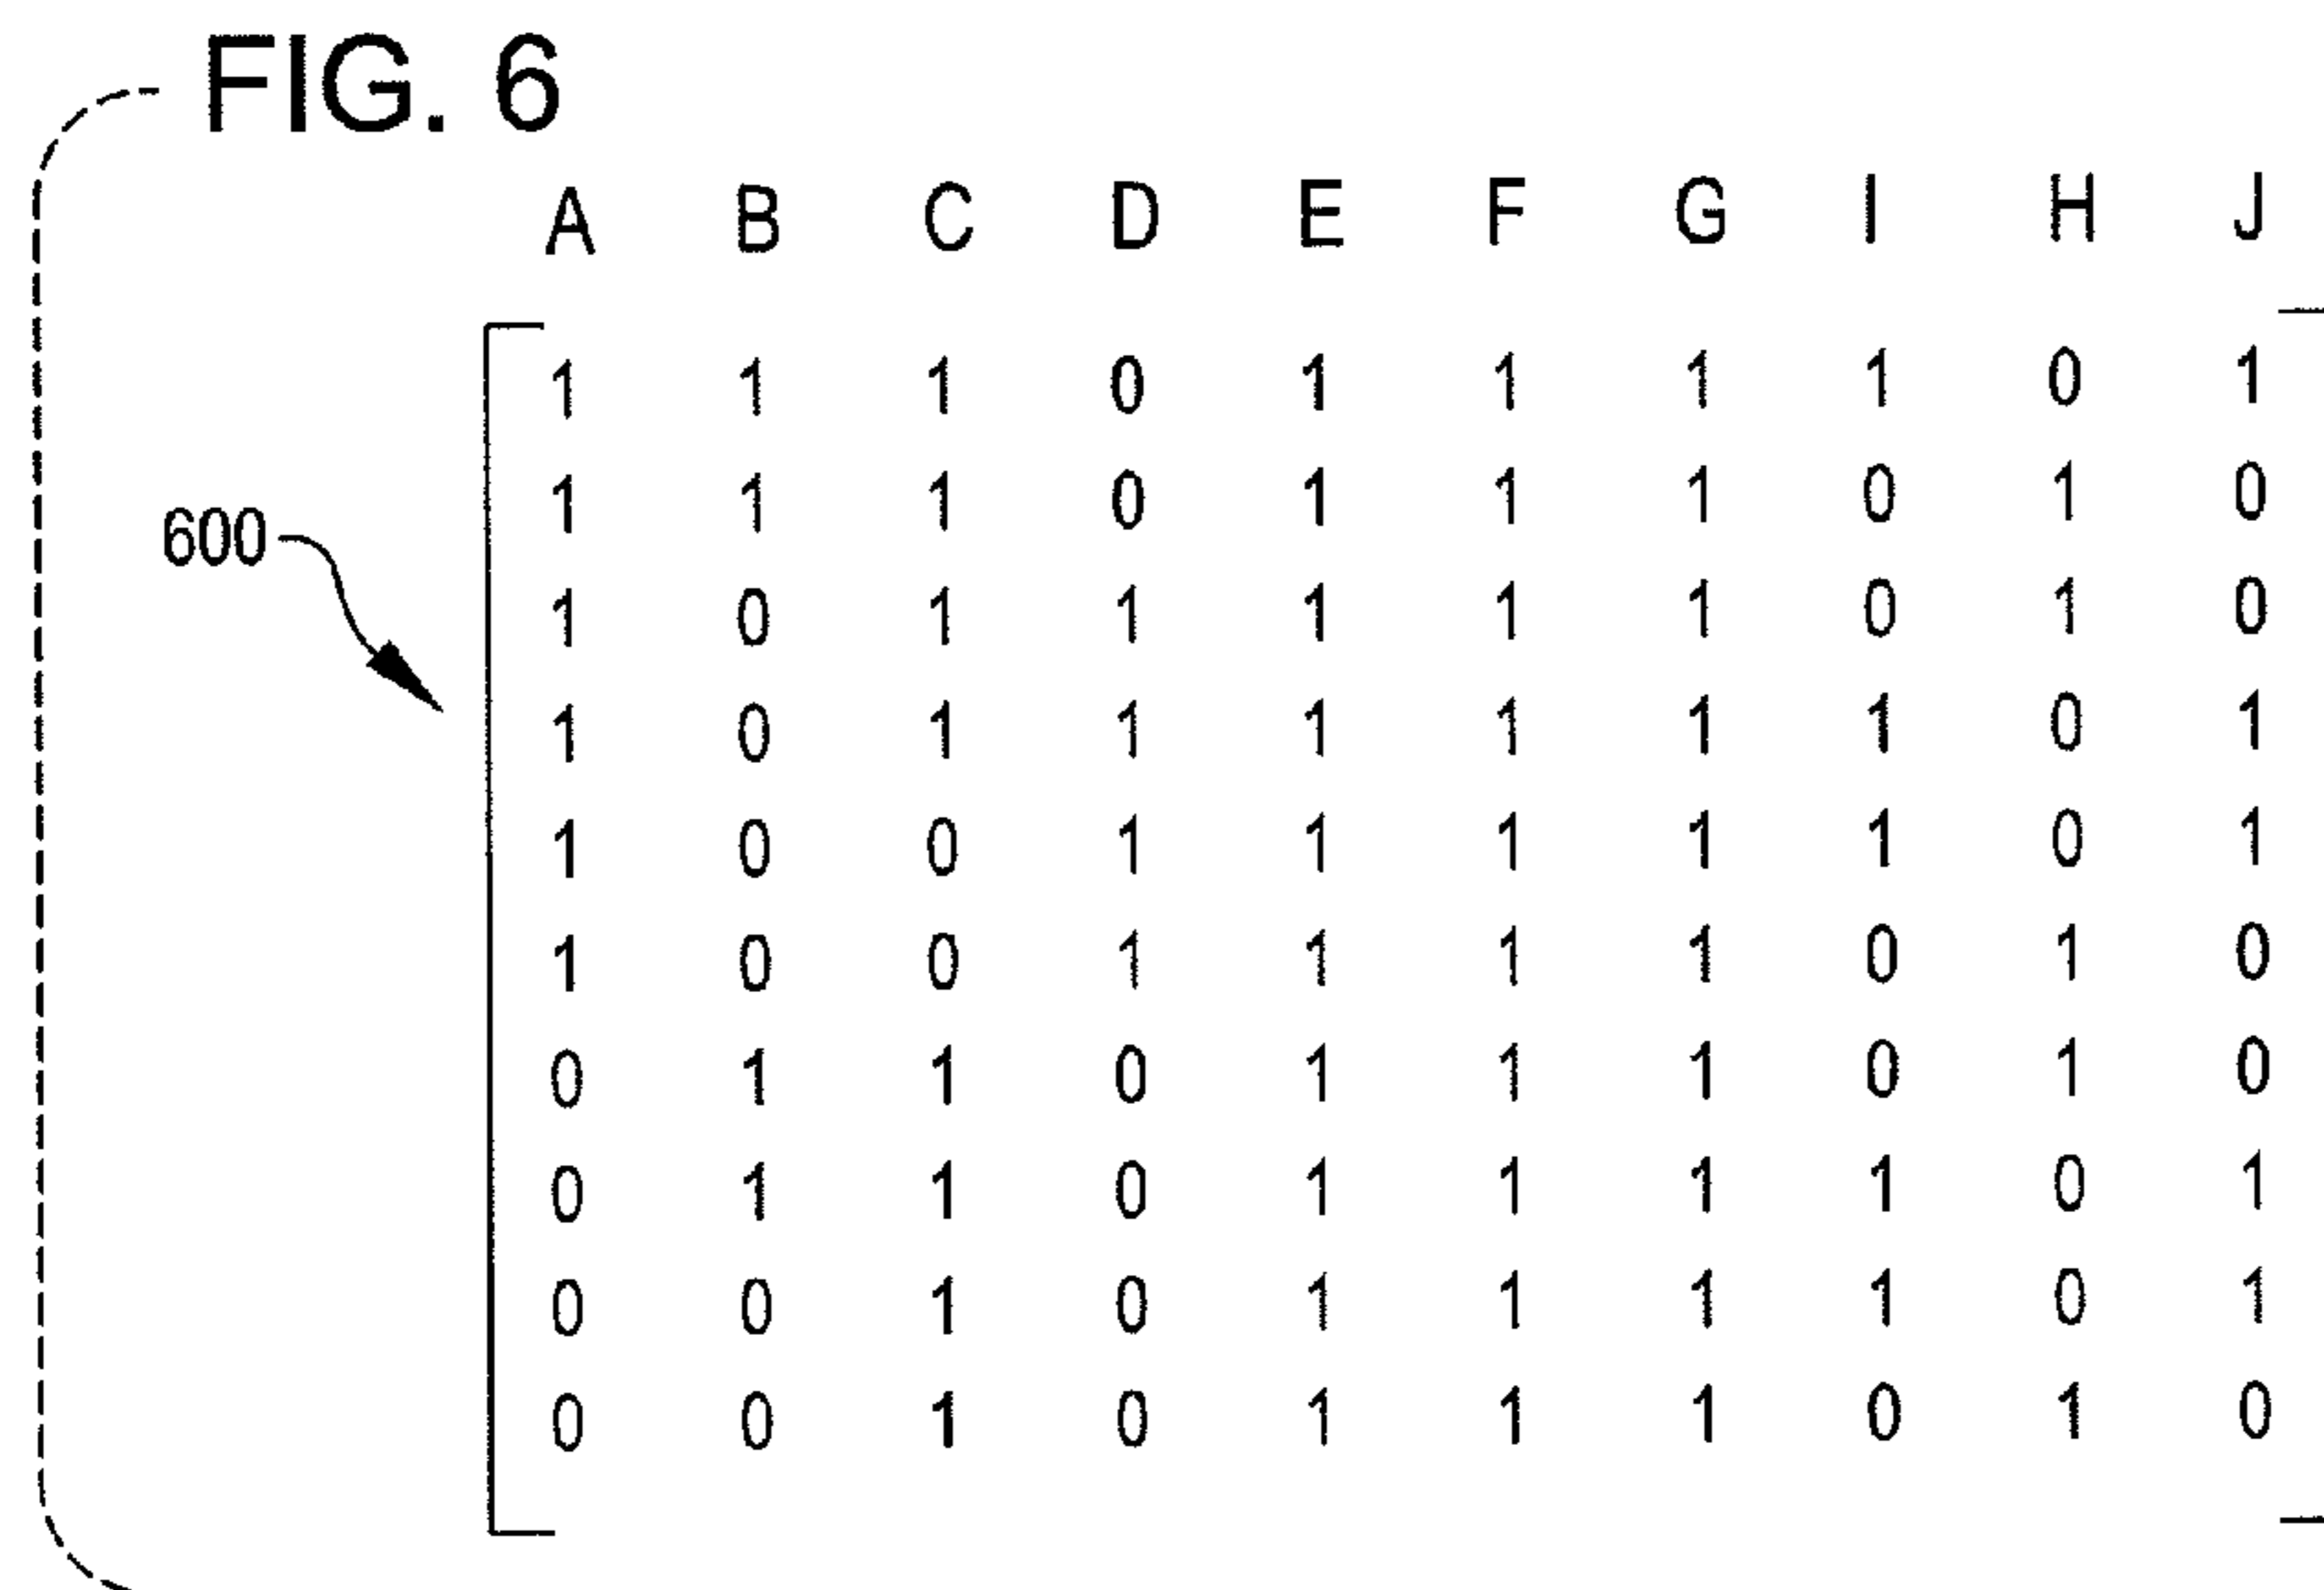 FIG. 6
A B C D E F G I H J
1 1 1 0 1 1 1 1 0 1
1 1 1 0 1 1 1 0 1 0
1 0 1 1 1 1 1 0 1 0
600
1 0 1 1 1 1 1 1 0 1
1 0 0 1 1 1 1 1 0 1
1 0 0 1 1 1 1 0 1 0
0 1 1 0 1 1 1 0 1 0
0 1 1 0 1 1 1 1 0 1
0 0 1 0 1 1 1 1 0 1
0 0 1 0 1 1 1 0 1 0